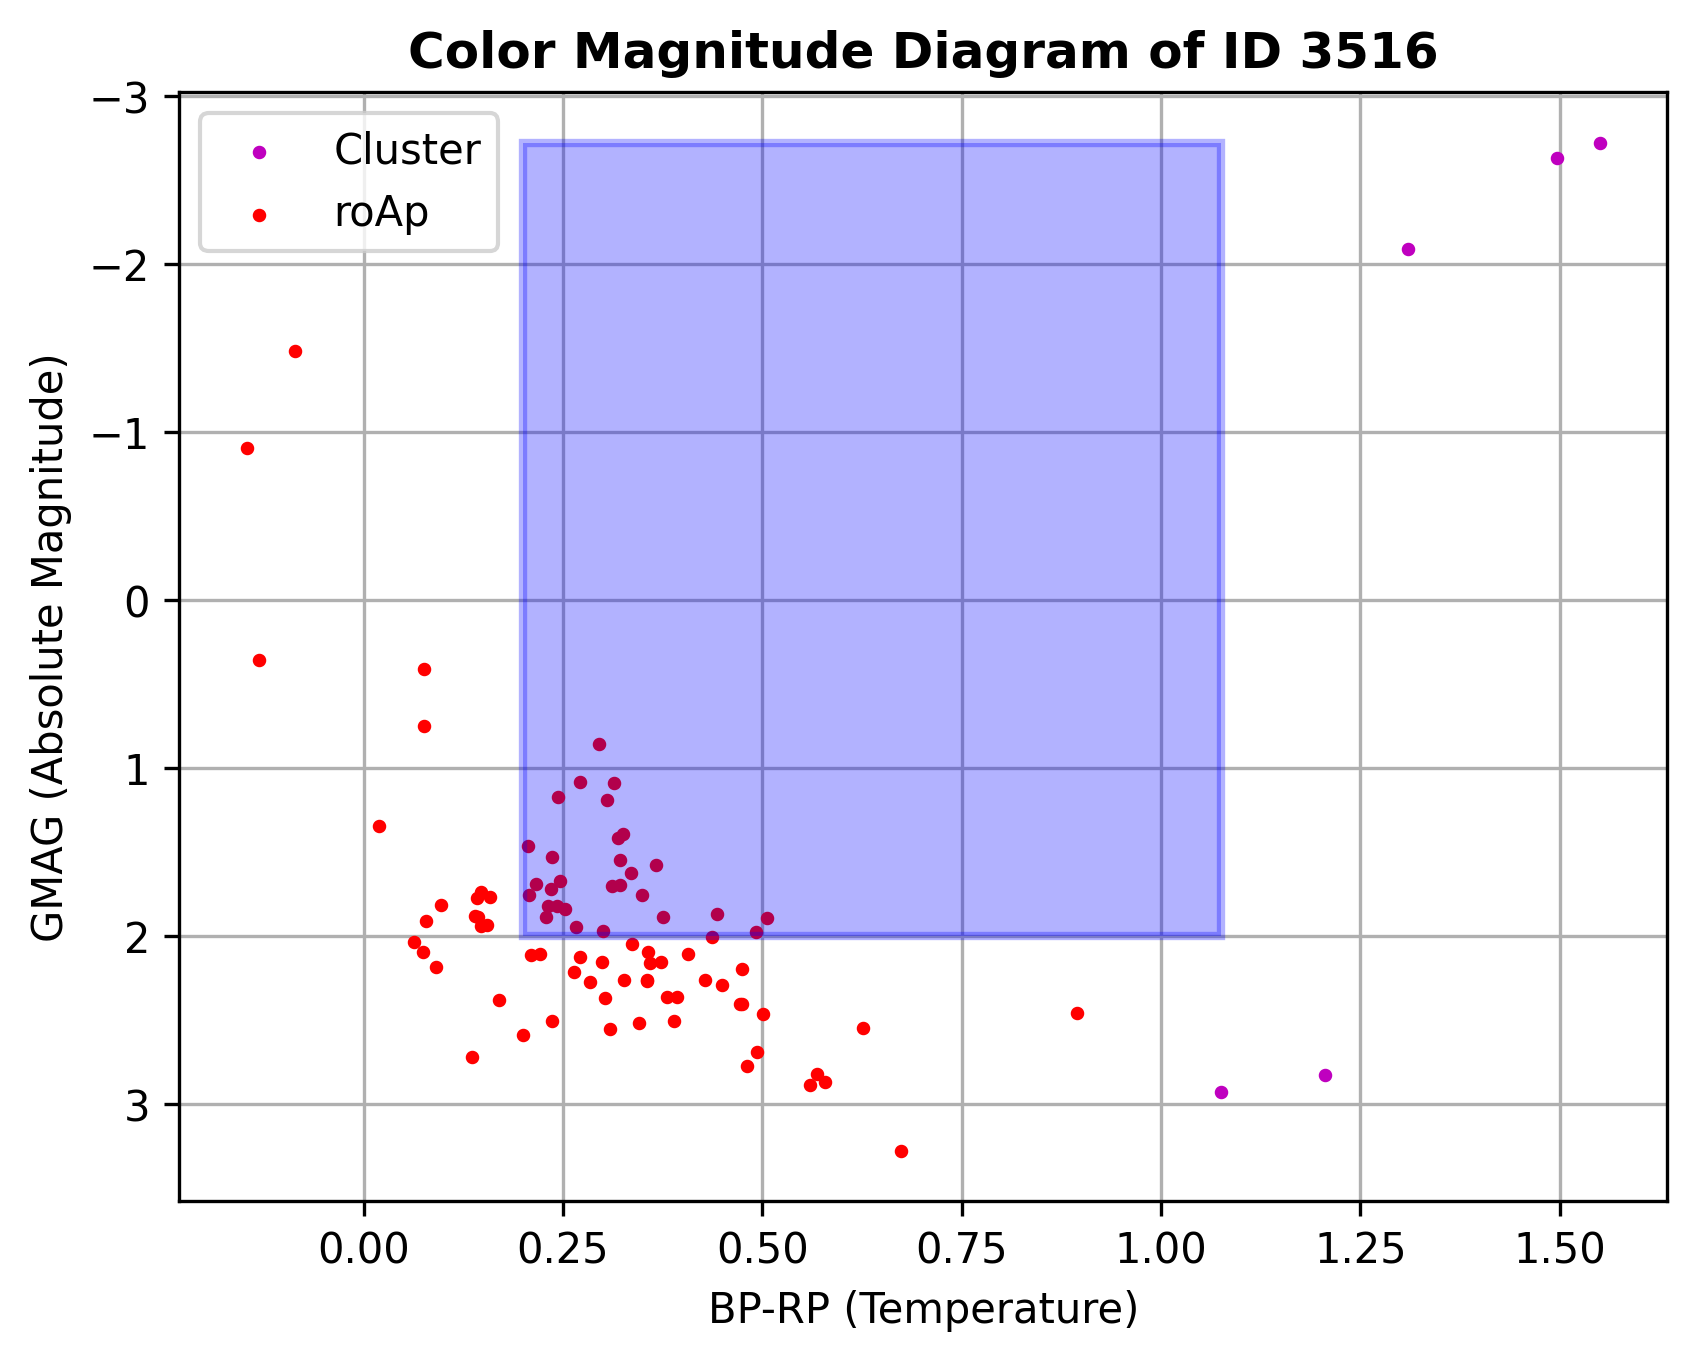 Color Magnitude Diagram of ID 3516
Cluster
roAp
GMAG (Absolute Magnitude)
−3
−2
−1
0
1
2
3
0.00 0.25 0.50 0.75 1.00 1.25 1.50
BP-RP (Temperature)